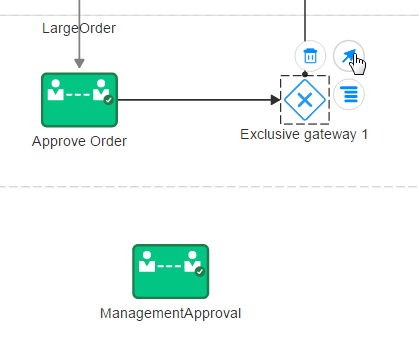 LargeOrder
Approve Order
Exclusive gateway 1
ManagementApproval